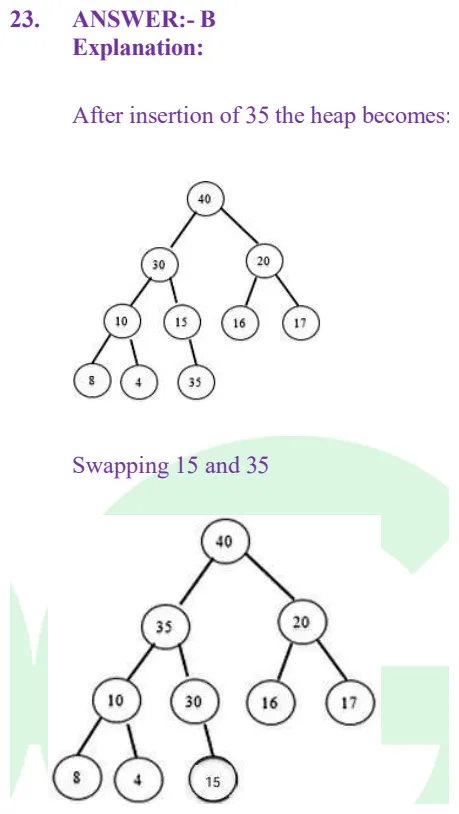 23. ANSWER:- B
Explanation:
After insertion of 35 the heap becomes:
40
30 20
10 15 16 17
8 4 35
Swapping 15 and 35
40
35 20
10 30 16 17
8 4 15